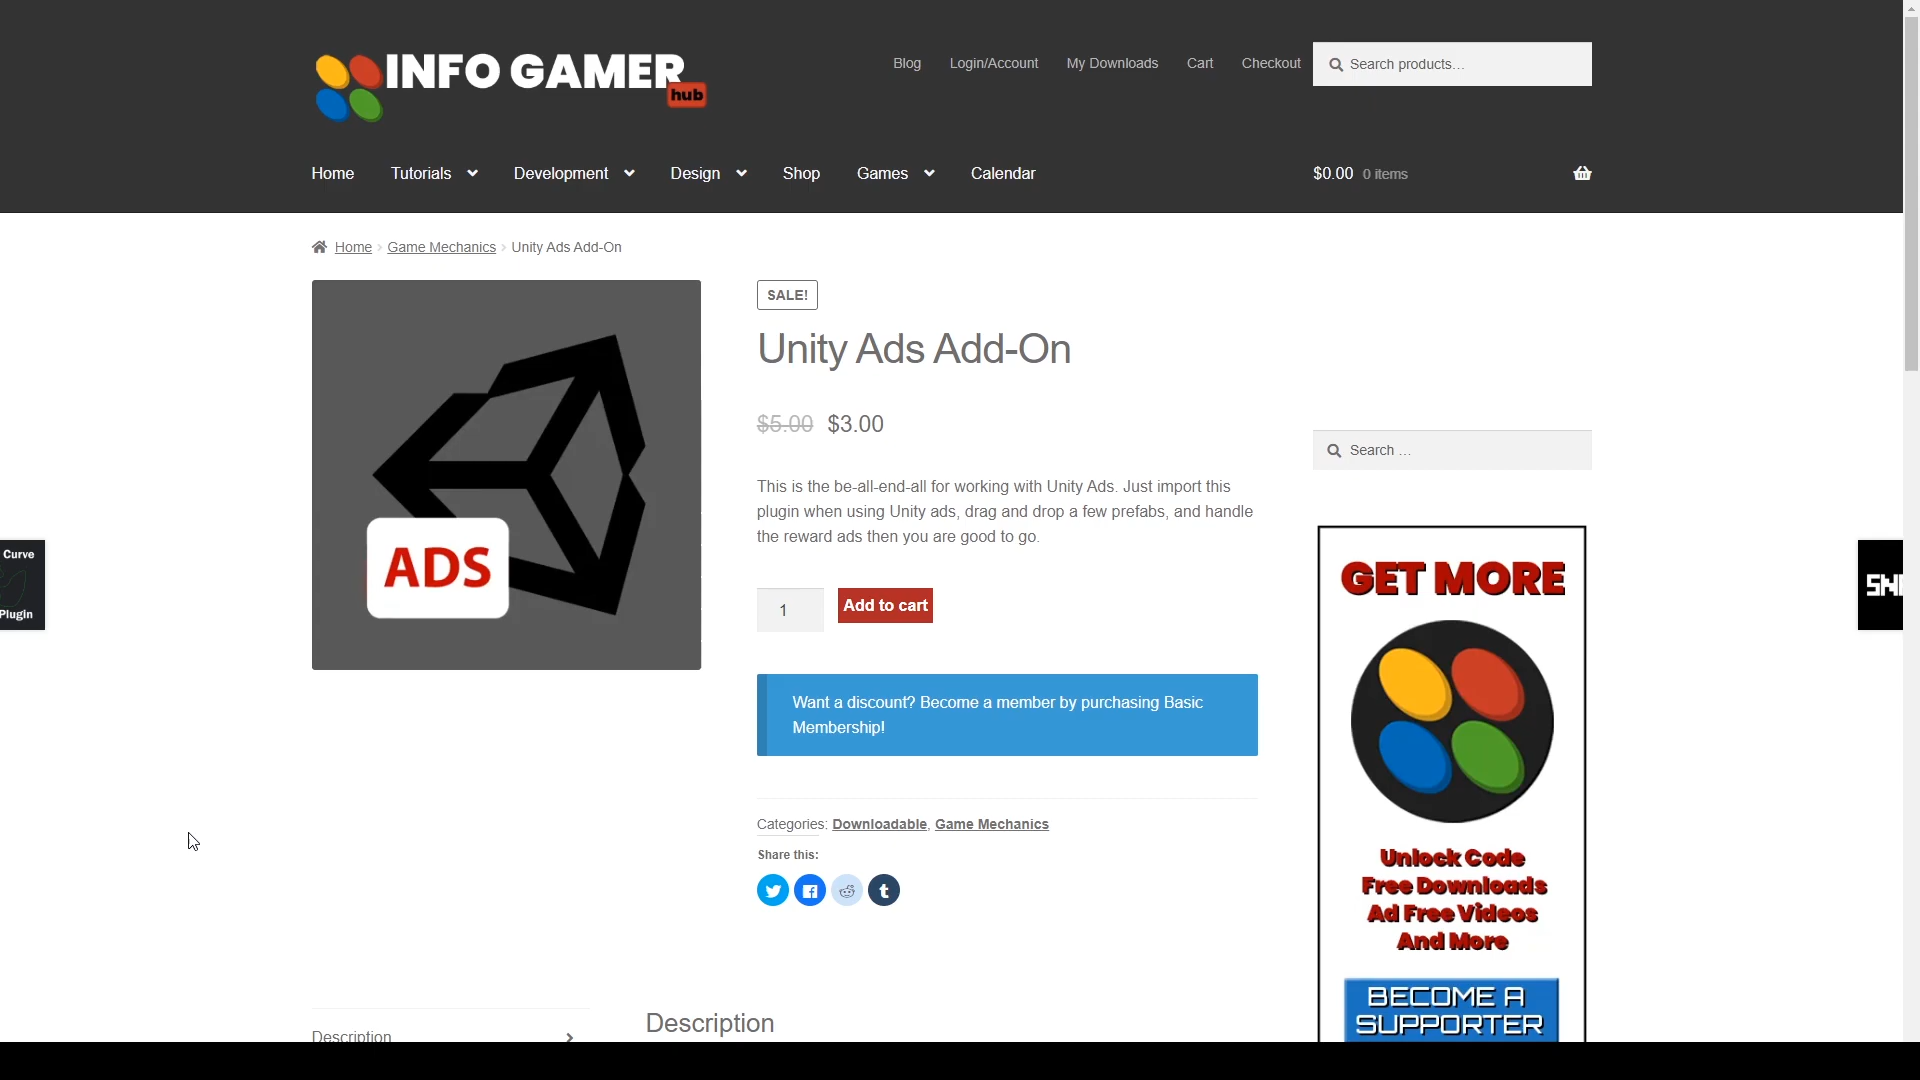 INFO GAMER
hub
Blog
Login/Account
My Downloads
Cart
Checkout
Search products…
Home
Tutorials
Development
Design
Shop
Games
Calendar
$0.00 0 items
Home
Game Mechanics
Unity Ads Add-On
SALE!
Unity Ads Add-On
$5.00 $3.00
This is the be-all-end-all for working with Unity Ads. Just import this
plugin when using Unity ads, drag and drop a few prefabs, and handle
the reward ads then you are good to go.
1
Add to cart
Want a discount? Become a member by purchasing Basic
Membership!
Categories: Downloadable, Game Mechanics
Share this:
ADS
Curve
Plugin
Search …
GET MORE
Unlock Code
Free Downloads
Ad Free Videos
And More
BECOME A
SUPPORTER
Description
Description